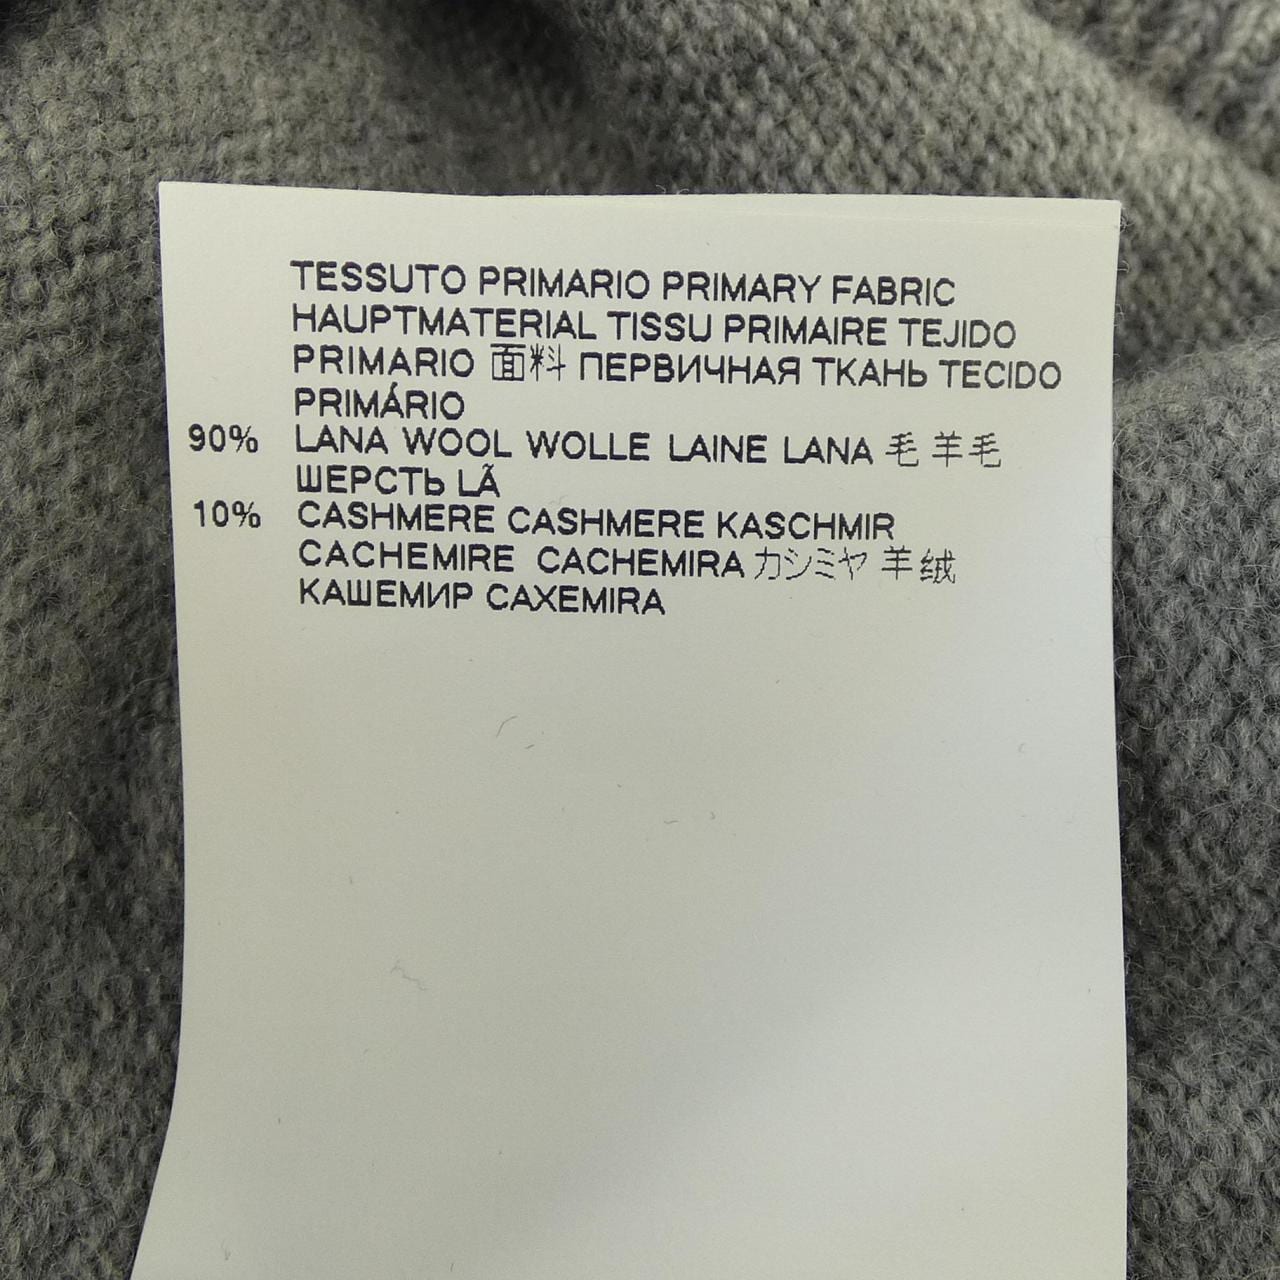 TESSUTO PRIMARIO PRIMARY FABRIC
HAUPTMATERIAL TISSU PRIMAIRE TEJIDO
PRIMARIO 面料 ПЕРВИЧНАЯ ТКАНЬ TECIDO
PRIMÁRIO
90% LANA WOOL WOLLE LAINE LANA 毛 羊毛
ШЕРСТЬ LÃ
10% CASHMERE CASHMERE KASCHMIR
CACHEMIRE CACHEMIRA カシミヤ 羊绒
КАШЕМИР CAXEMIRA